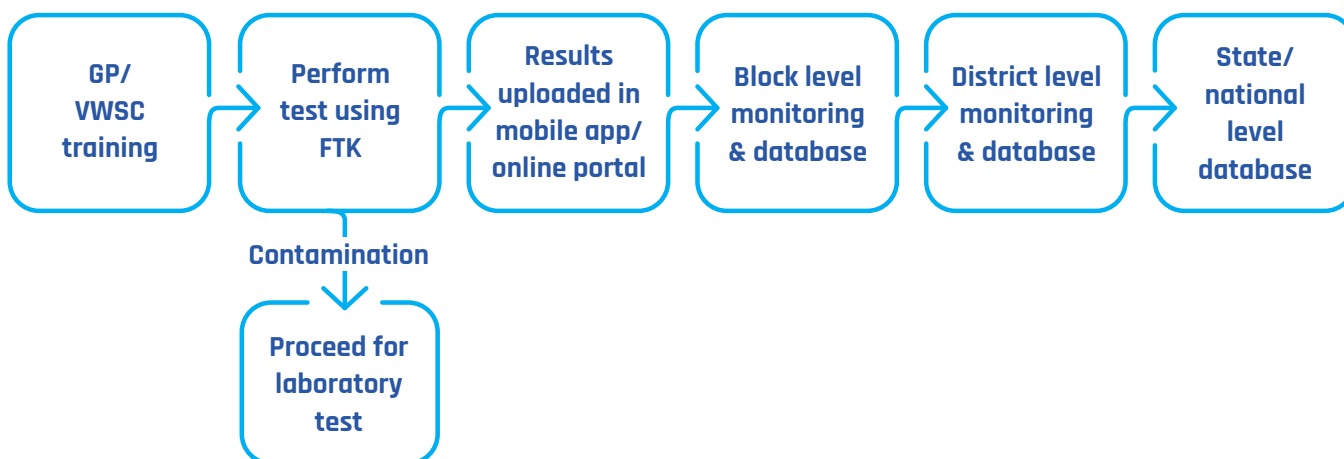 GP/
VWSC
training
Perform
test using
FTK
Results
uploaded in
mobile app/
online portal
Block level
monitoring
& database
District level
monitoring
& database
State/
national
level
database
Contamination
Proceed for
laboratory
test